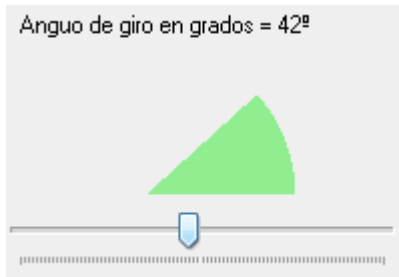 Anguo de giro en grados = 42º